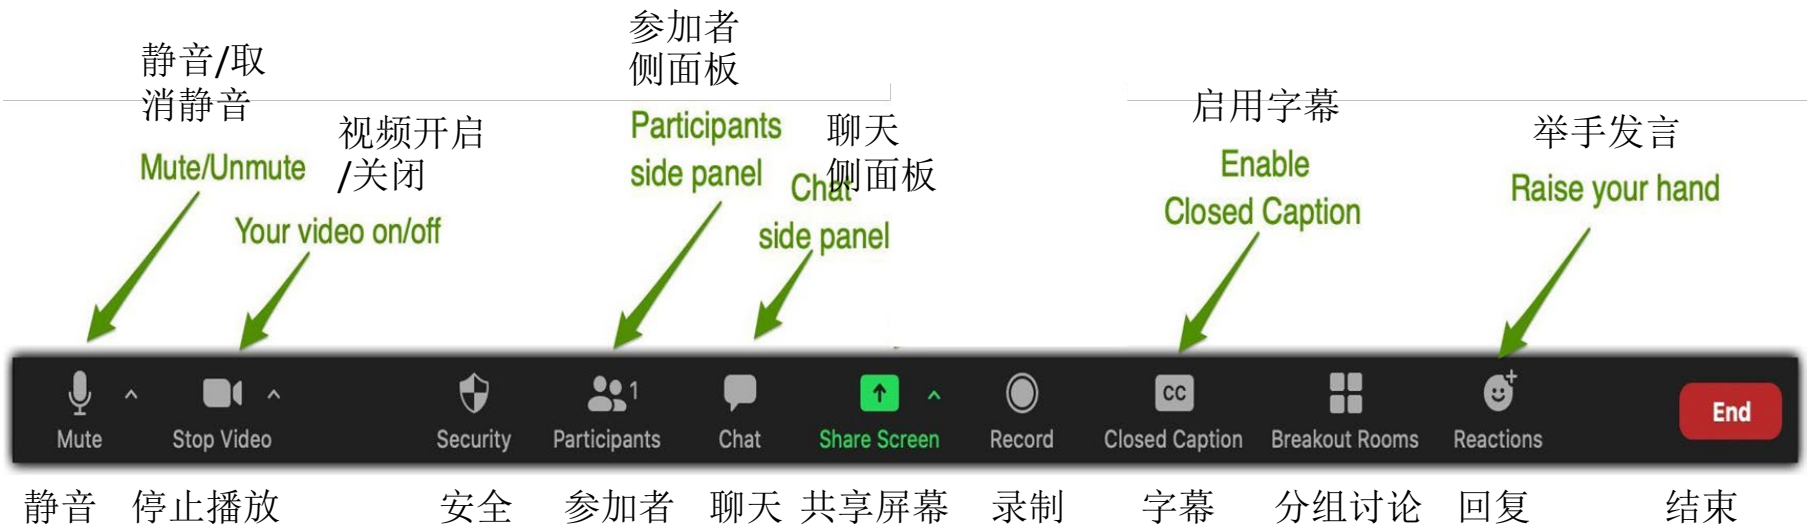 静音/取
消静音
Mute/Unmute
视频开启
/关闭
Your video on/off
参加者
侧面板
Participants
side panel
聊天
侧面板
Chat
side panel
启用字幕
Enable
Closed Caption
举手发言
Raise your hand
1
CC
Mute
Stop Video
Security
Participants
Chat
Share Screen
Record
Closed Caption
Breakout Rooms
Reactions
End
静音
停止播放
安全
参加者
聊天
共享屏幕
录制
字幕
分组讨论
回复
结束